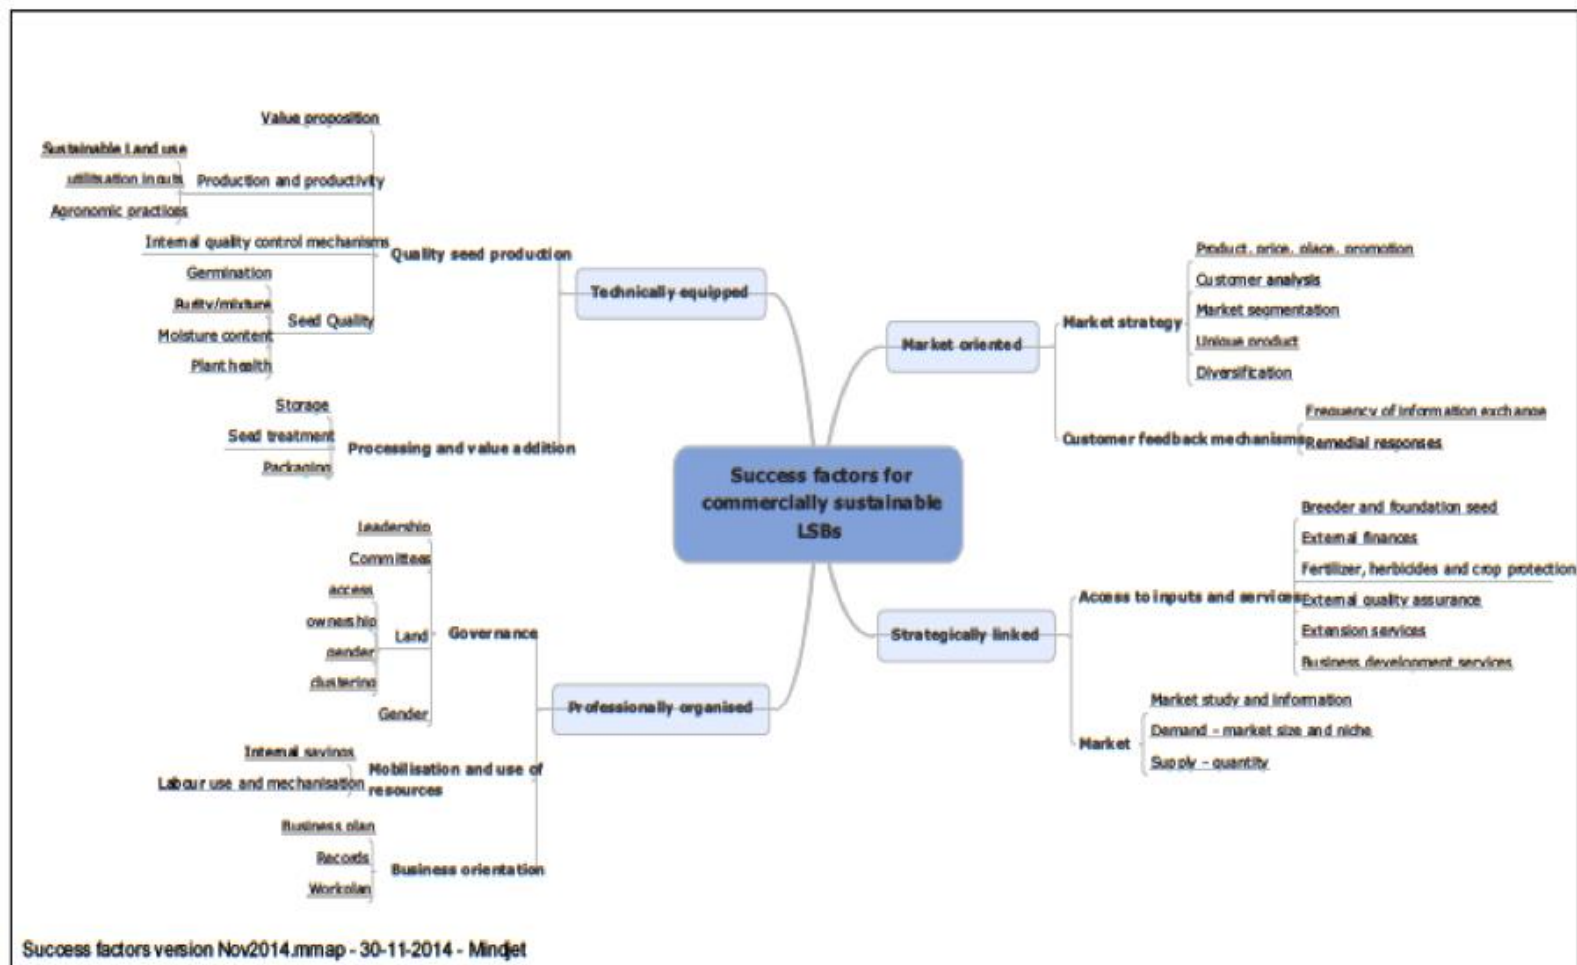 Value proposition
Sustainable Land use
utilitsation inputs
Production and productivity
Agronomic practices
Internal quality control mechanisms
Quality seed production
Germination
Purity/mixture
Seed Quality
Moisture content
Plant health
Technically equipped
Storage
Seed treatment
Processing and value addition
Packaging
Product, price, place, promotion
Customer analysis
Market segmentation
Market strategy
Unique product
Diversification
Market oriented
Frequency of information exchange
Customer feedback mechanisms
Remedial responses
Success factors for
commercially sustainable
LSBs
Leadership
Committees
access
ownership
Land
Governance
gender
clustering
Gender
Professionally organised
Internal savings
Mobilisation and use of
resources
Labour use and mechanisation
Business plan
Records
Business orientation
Workplan
Breeder and foundation seed
External finances
Fertilizer, herbicides and crop protection
Access to inputs and services
External quality assurance
Extension services
Business development services
Strategically linked
Market study and information
Demand - market size and niche
Market
Supply - quantity
Success factors version Nov2014.mmap - 30-11-2014 - Mindjet